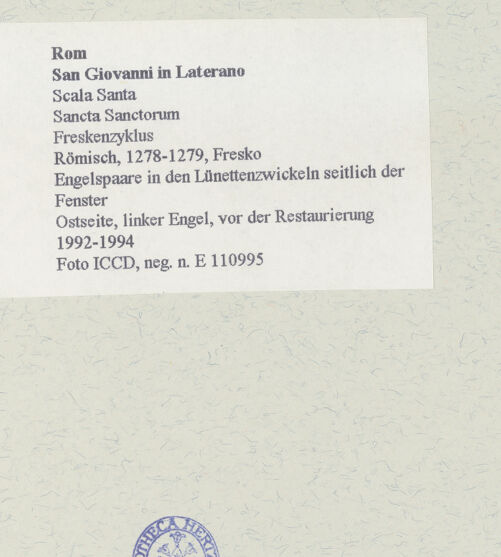 Rom
San Giovanni in Laterano
Scala Santa
Sancta Sanctorum
Freskenzyklus
Römisch, 1278-1279, Fresko
Engelspaare in den Lünettenzwickeln seitlich der
Fenster
Ostseite, linker Engel, vor der Restaurierung
1992-1994
Foto ICCD, neg. n. E 110995